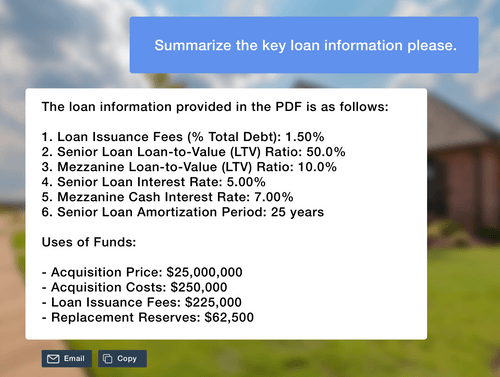 Summarize the key loan information please.
The loan information provided in the PDF is as follows:
1. Loan Issuance Fees (% Total Debt): 1.50%
2. Senior Loan Loan-to-Value (LTV) Ratio: 50.0%
3. Mezzanine Loan-to-Value (LTV) Ratio: 10.0%
4. Senior Loan Interest Rate: 5.00%
5. Mezzanine Cash Interest Rate: 7.00%
6. Senior Loan Amortization Period: 25 years
Uses of Funds:
- Acquisition Price: $25,000,000
- Acquisition Costs: $250,000
- Loan Issuance Fees: $225,000
- Replacement Reserves: $62,500
Email Copy